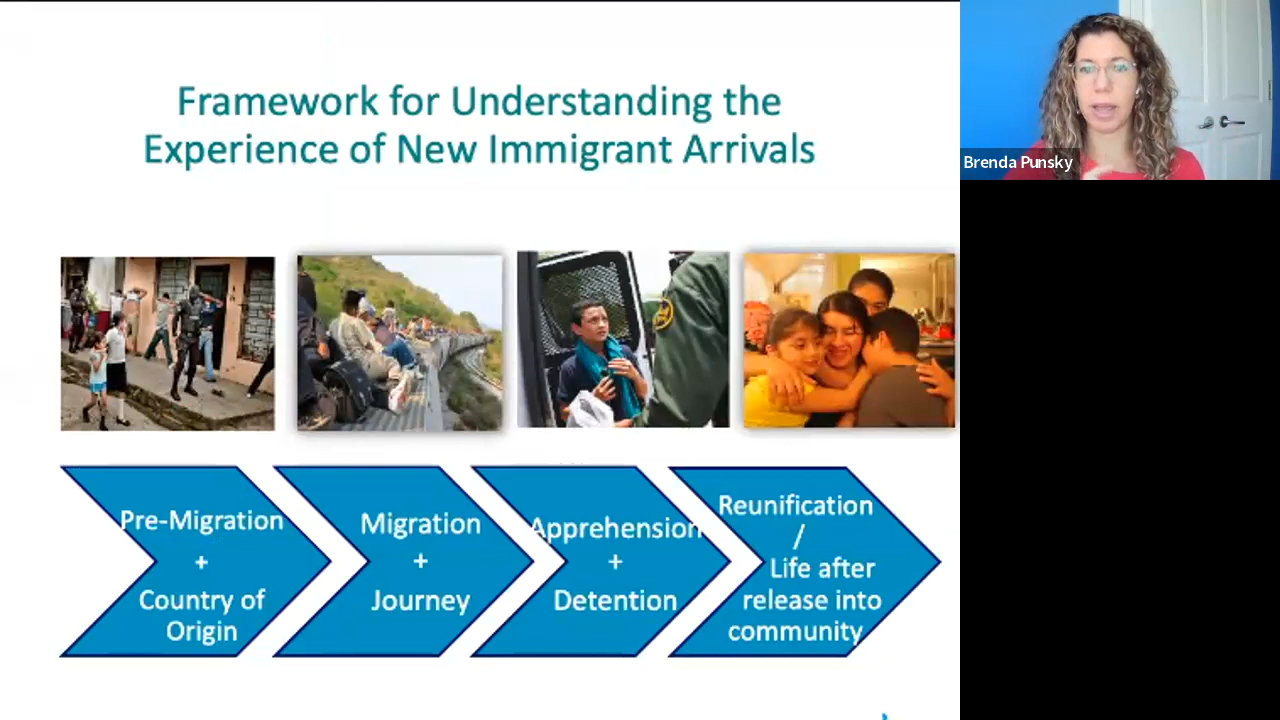 Framework for Understanding the
Experience of New Immigrant Arrivals
Brenda Punsky
Pre-Migration
+
Country of
Origin
Migration
+
Journey
Apprehension
+
Detention
Reunification
/
Life after
release into
community